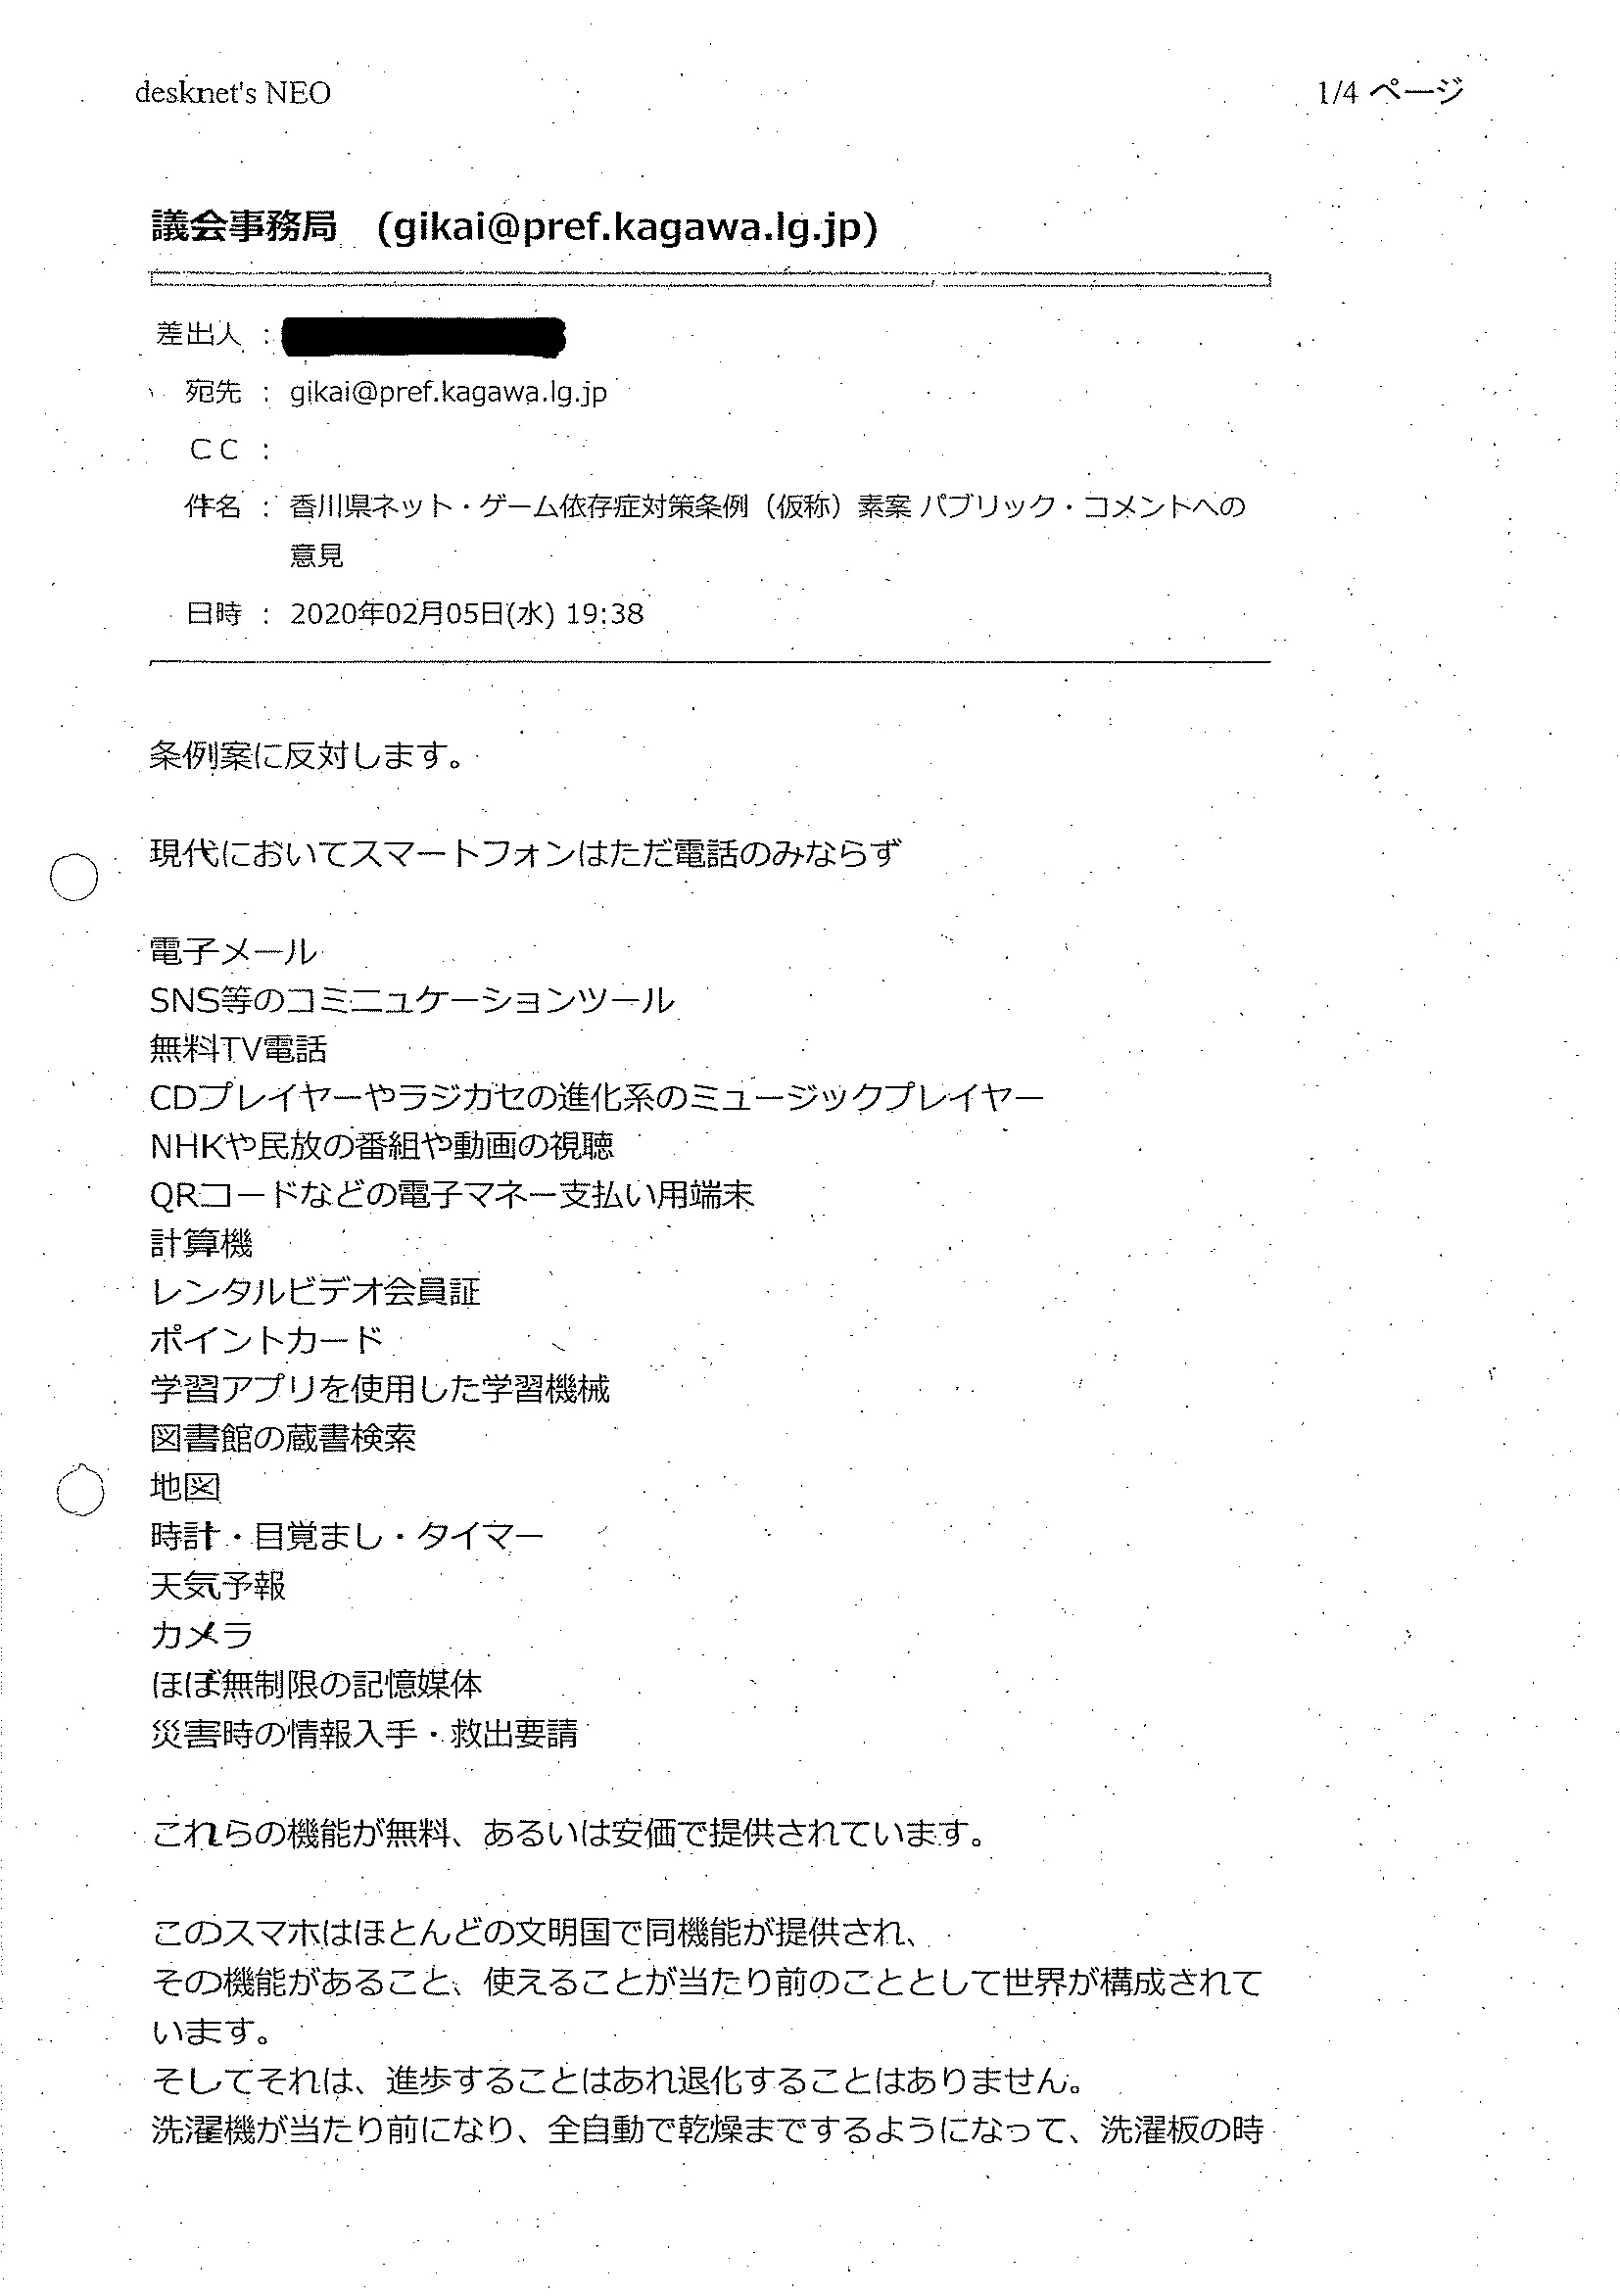 desknet's NEO
1/4 ページ
議会事務局 (gikai@pref.kagawa.lg.jp)
差出人 :
宛先 : gikai@pref.kagawa.lg.jp
CC :
件名 : 香川県ネット・ゲーム依存症対策条例（仮称）素案 パブリック・コメントへの
意見
日時 : 2020年02月05日(水) 19:38
条例案に反対します。
現代においてスマートフォンはただ電話のみならず
電子メール
SNS等のコミニュケーションツール
無料TV電話
CDプレイヤーやラジカセの進化系のミュージックプレイヤー
NHKや民放の番組や動画の視聴
QRコードなどの電子マネー支払い用端末
計算機
レンタルビデオ会員証
ポイントカード
学習アプリを使用した学習機械
図書館の蔵書検索
地図
時計・目覚まし・タイマー
天気予報
カメラ
ほぼ無制限の記憶媒体
災害時の情報入手・救出要請
これらの機能が無料、あるいは安価で提供されています。
このスマホはほとんどの文明国で同機能が提供され、
その機能があること、使えることが当たり前のこととして世界が構成されて
います。
そしてそれは、進歩することはあれ退化することはありません。
洗濯機が当たり前になり、全自動で乾燥までするようになって、洗濯板の時